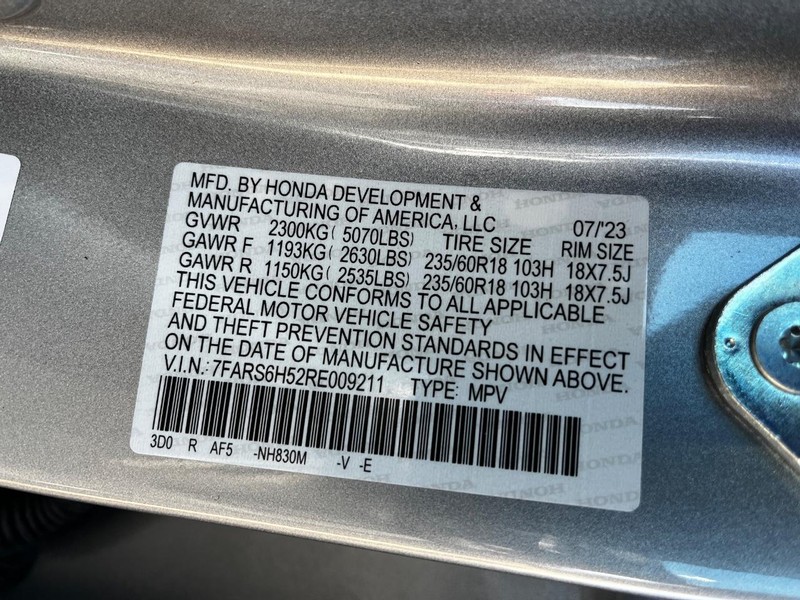 MFD. BY HONDA DEVELOPMENT &
MANUFACTURING OF AMERICA, LLC 07/'23
GVWR 2300KG( 5070LBS) TIRE SIZE RIM SIZE
GAWR F 1193KG( 2630LBS) 235/60R18 103H 18X7.5J
GAWR R 1150KG( 2535LBS) 235/60R18 103H 18X7.5J
THIS VEHICLE CONFORMS TO ALL APPLICABLE
FEDERAL MOTOR VEHICLE SAFETY
AND THEFT PREVENTION STANDARDS IN EFFECT
ON THE DATE OF MANUFACTURE SHOWN ABOVE.
V.I.N.: 7FARS6H52RE009211 TYPE: MPV
3D0 R AF5 -NH830M -V -E